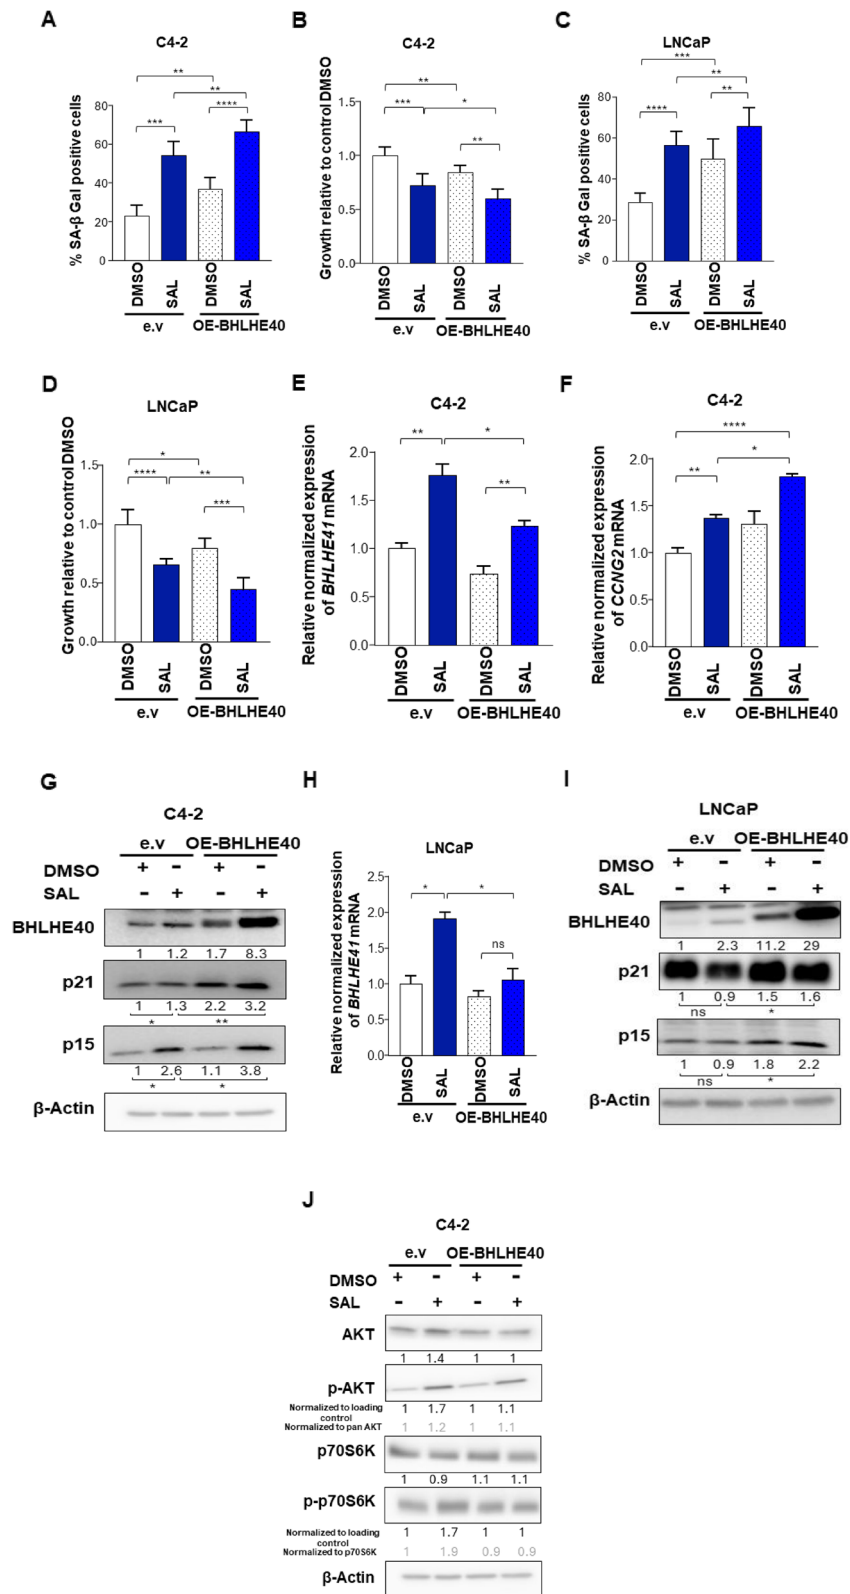 A
C4-2
% SA-β Gal positive cells
80
60
40
20
0
**
**
***
****
DMSO
SAL
DMSO
SAL
e.v
OE-BHLHE40
B
C4-2
Growth relative to control DMSO
1.5
1.0
0.5
0.0
**
***
*
**
DMSO
SAL
DMSO
SAL
e.v
OE-BHLHE40
C
LNCaP
% SA-β Gal positive cells
80
60
40
20
0
***
**
****
**
DMSO
SAL
DMSO
SAL
e.v
OE-BHLHE40
D
LNCaP
Growth relative to control DMSO
1.5
1.0
0.5
0.0
*
****
**
***
DMSO
SAL
DMSO
SAL
e.v
OE-BHLHE40
E
C4-2
Relative normalized expression
of BHLHE41 mRNA
2.0
1.5
1.0
0.5
0.0
**
*
**
DMSO
SAL
DMSO
SAL
e.v
OE-BHLHE40
F
C4-2
Relative normalized expression
of CCNG2 mRNA
2.0
1.5
1.0
0.5
0.0
****
*
**
DMSO
SAL
DMSO
SAL
e.v
OE-BHLHE40
G
C4-2
e.v OE-BHLHE40
DMSO + - + -
SAL - + - +
BHLHE40
1 1.2 1.7 8.3
p21
1 1.3 2.2 3.2
* **
p15
1 2.6 1.1 3.8
* *
β-Actin
H
LNCaP
Relative normalized expression
of BHLHE41 mRNA
2.5
2.0
1.5
1.0
0.5
0.0
*
*
ns
DMSO
SAL
DMSO
SAL
e.v
OE-BHLHE40
I
LNCaP
e.v OE-BHLHE40
DMSO + - + -
SAL - + - +
BHLHE40
1 2.3 11.2 29
p21
1 0.9 1.5 1.6
ns *
p15
1 0.9 1.8 2.2
ns *
β-Actin
J
C4-2
e.v OE-BHLHE40
DMSO + - + -
SAL - + - +
AKT
1 1.4 1 1
p-AKT
Normalized to loading
control
1 1.7 1 1.1
Normalized to pan AKT 1 1.2 1 1.1
p70S6K
1 0.9 1.1 1.1
p-p70S6K
Normalized to loading
control
1 1.7 1 1
Normalized to p70S6K 1 1.9 0.9 0.9
β-Actin